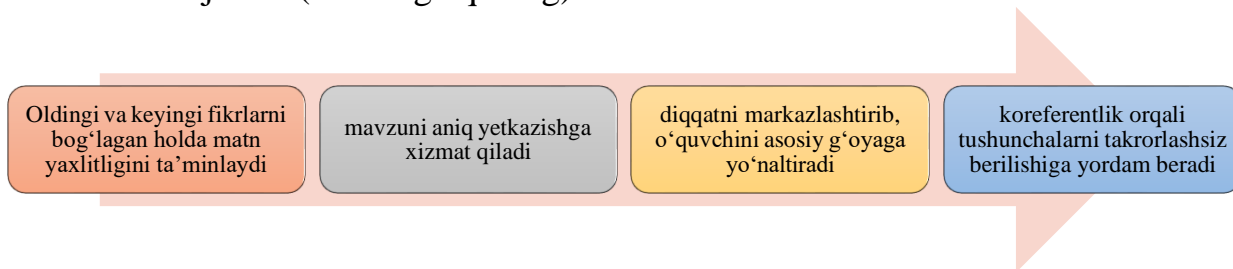 Oldingi va keyingi fikrlarni
bog‘lagan holda matn
yaxlitligini ta’minlaydi
mavzuni aniq yetkazishga
xizmat qiladi
diqqatni markazlashtirib,
o‘quvchini asosiy g‘oyaga
yo‘naltiradi
koreferentlik orqali
tushunchalarni takrorlashsiz
berilishiga yordam beradi